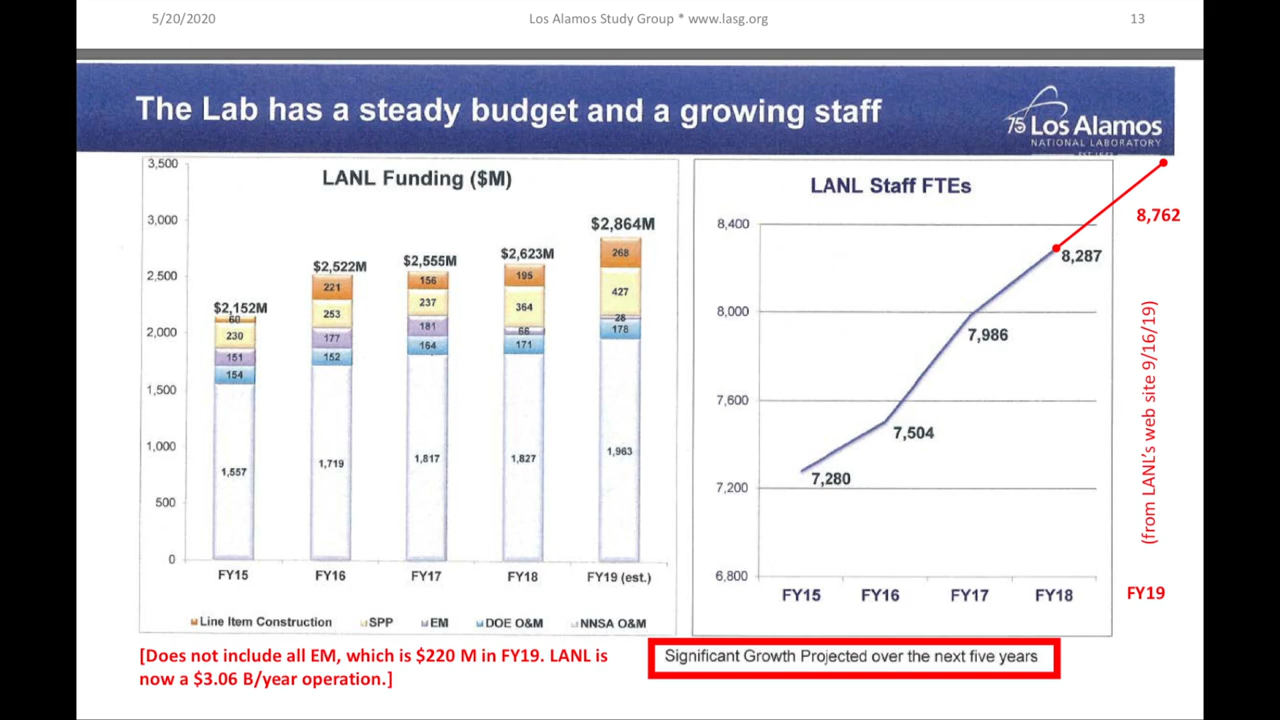 5/20/2020
Los Alamos Study Group * www.lasg.org
13
The Lab has a steady budget and a growing staff
75
Los Alamos
NATIONAL LABORATORY
EST. 1943
LANL Funding ($M)
3,500
3,000
2,500
2,000
1,500
1,000
500
0
$2,152M
60
230
151
154
1,557
$2,522M
221
253
177
152
1,719
$2,555M
156
237
181
164
1,817
$2,623M
195
364
66
171
1,827
$2,864M
268
427
28
178
1,963
FY15
FY16
FY17
FY18
FY19 (est.)
Line Item Construction
SPP
EM
DOE O&M
NNSA O&M
LANL Staff FTEs
8,400
8,000
7,600
7,200
6,800
7,280
7,504
7,986
8,287
8,762
FY15
FY16
FY17
FY18
FY19
(from LANL’s web site 9/16/19)
[Does not include all EM, which is $220 M in FY19. LANL is
now a $3.06 B/year operation.]
Significant Growth Projected over the next five years